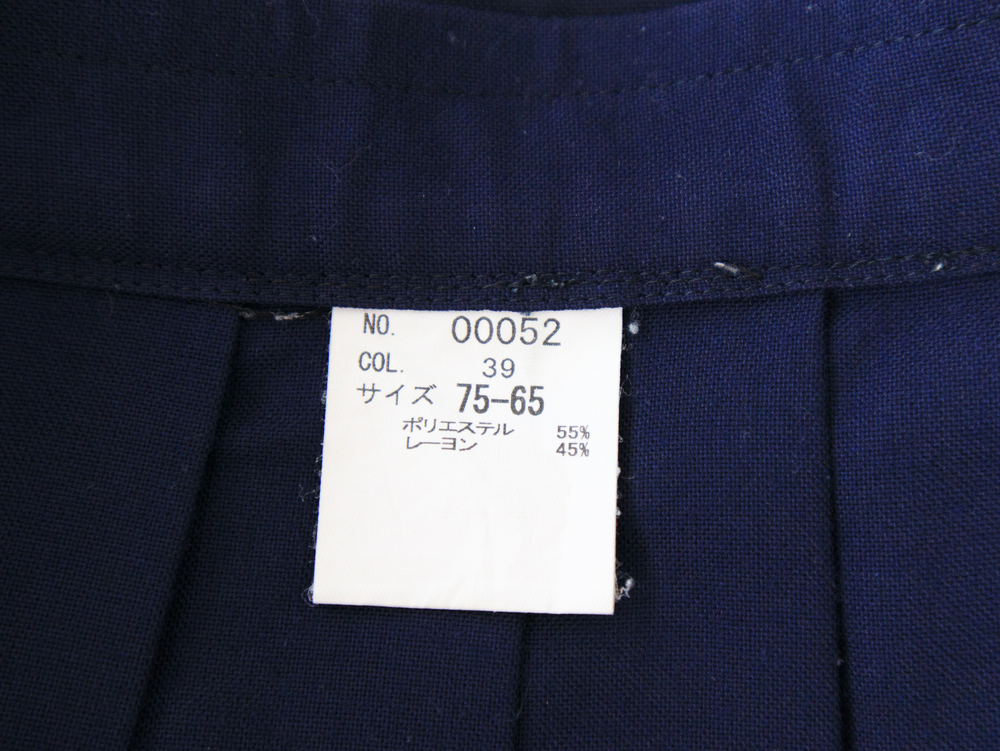 NO. 00052
COL. 39
サイズ 75-65
ポリエステル 55%
レーヨン 45%